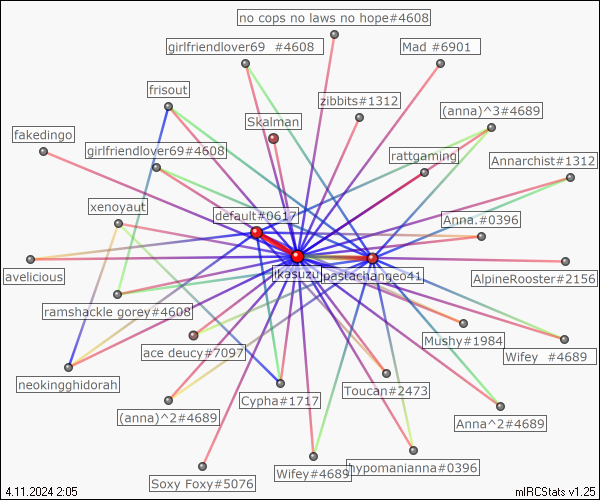 no cops no laws no hope#4608
girlfriendlover69 #4608
Mad #6901
frisout
zibbits#1312
(anna)^3#4689
Skalman
fakedingo
girlfriendlover69#4608
rattgaming
Annarchist#1312
xenoyaut
default#0617
Anna.#0396
avelicious
ikasuzu
pastachangeo41
AlpineRooster#2156
ramshackle gorey#4608
Mushy#1984
ace deucy#7097
Wifey #4689
neokingghidorah
Toucan#2473
Cypha#1717
(anna)^2#4689
Anna^2#4689
Wifey#4689
hypomanianna#0396
Soxy Foxy#5076
4.11.2024 2:05
mIRCStats v1.25